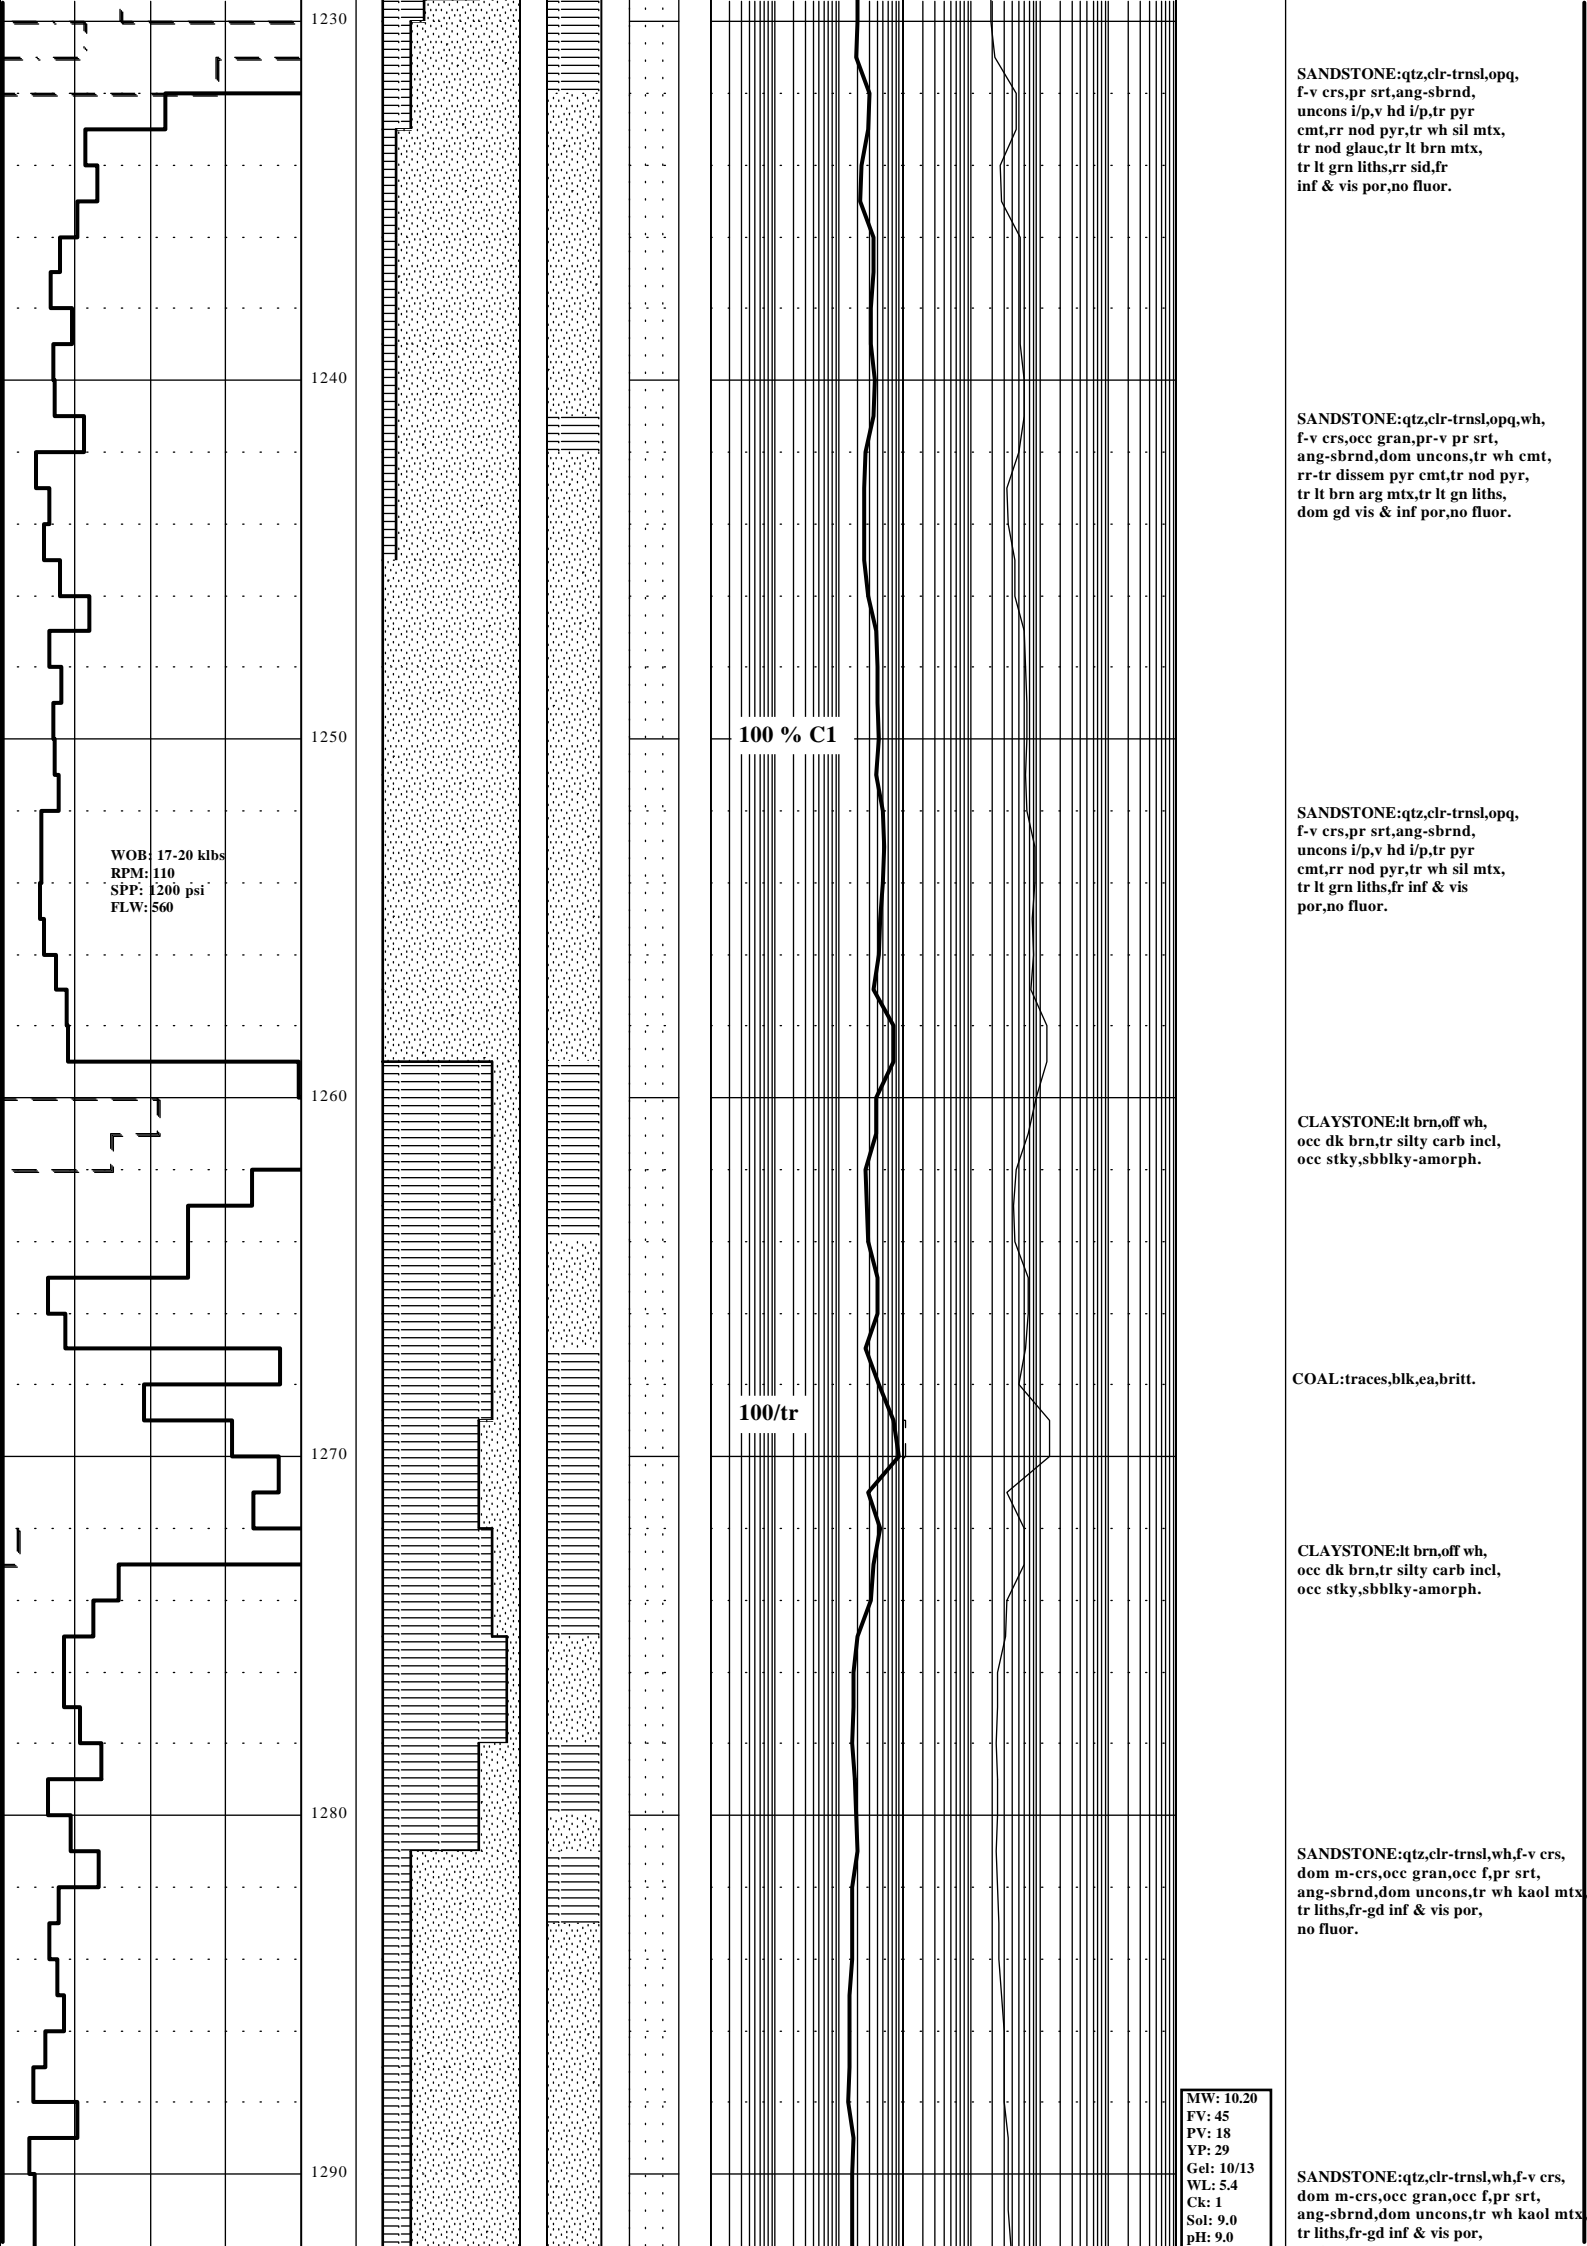 1230
SANDSTONE:qtz,clr-trnsl,opq,
f-v crs,pr srt,ang-sbrnd,
uncons i/p,v hd i/p,tr pyr
cmt,rr nod pyr,tr wh sil mtx,
tr nod glauc,tr lt brn mtx,
tr lt grn liths,rr sid,fr
inf & vis por,no fluor.
1240
SANDSTONE:qtz,clr-trnsl,opq,wh,
f-v crs,occ gran,pr-v pr srt,
ang-sbrnd,dom uncons,tr wh cmt,
rr-tr dissem pyr cmt,tr nod pyr,
tr lt brn arg mtx,tr lt gn liths,
dom gd vis & inf por,no fluor.
1250
100 % C1
SANDSTONE:qtz,clr-trnsl,opq,
f-v crs,pr srt,ang-sbrnd,
uncons i/p,v hd i/p,tr pyr
cmt,rr nod pyr,tr wh sil mtx,
tr lt grn liths,fr inf & vis
por,no fluor.
WOB: 17-20 klbs
RPM: 110
SPP: 1200 psi
FLW: 560
1260
CLAYSTONE:lt brn,off wh,
occ dk brn,tr silty carb incl,
occ stky,sbblky-amorph.
COAL:traces,blk,ea,britt.
100/tr
1270
CLAYSTONE:lt brn,off wh,
occ dk brn,tr silty carb incl,
occ stky,sbblky-amorph.
1280
SANDSTONE:qtz,clr-trnsl,wh,f-v crs,
dom m-crs,occ gran,occ f,pr srt,
ang-sbrnd,dom uncons,tr wh kaol mtx,
tr liths,fr-gd inf & vis por,
no fluor.
MW: 10.20
FV: 45
PV: 18
YP: 29
Gel: 10/13
WL: 5.4
Ck: 1
Sol: 9.0
pH: 9.0
1290
SANDSTONE:qtz,clr-trnsl,wh,f-v crs,
dom m-crs,occ gran,occ f,pr srt,
ang-sbrnd,dom uncons,tr wh kaol mtx,
tr liths,fr-gd inf & vis por,